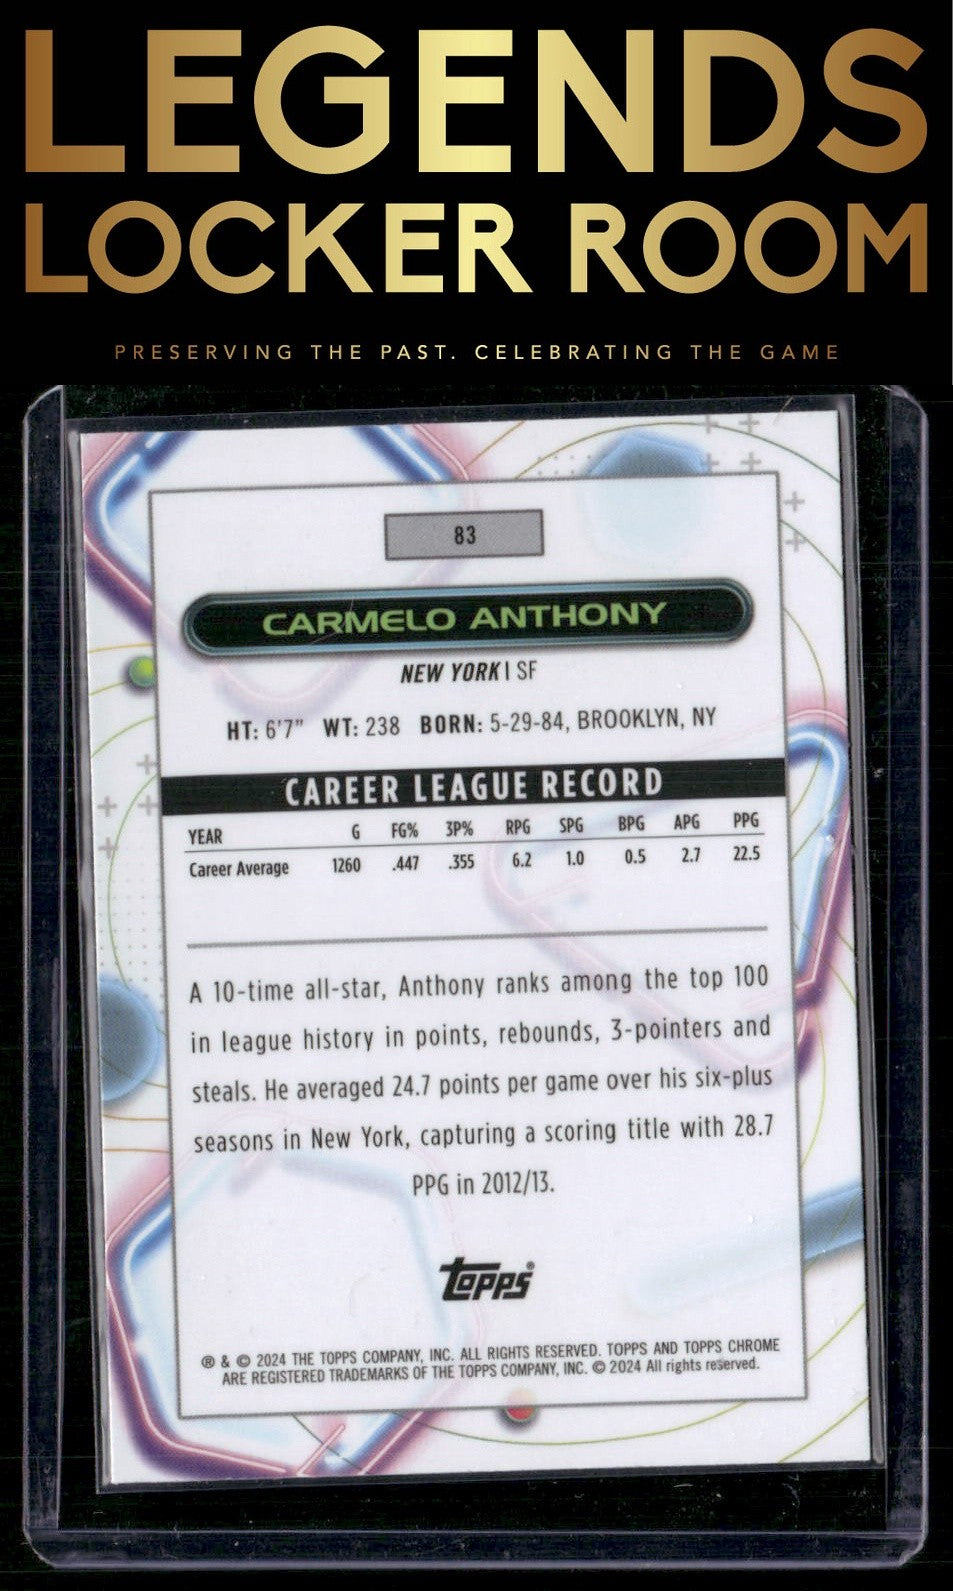 LEGENDS
LOCKER ROOM
PRESERVING THE PAST. CELEBRATING THE GAME
83
CARMELO ANTHONY
NEW YORK | SF
HT: 6'7" WT: 238 BORN: 5-29-84, BROOKLYN, NY
CAREER LEAGUE RECORD
YEAR G FG% 3P% RPG SPG BPG APG PPG
Career Average 1260 .447 .355 6.2 1.0 0.5 2.7 22.5
A 10-time all-star, Anthony ranks among the top 100
in league history in points, rebounds, 3-pointers and
steals. He averaged 24.7 points per game over his six-plus
seasons in New York, capturing a scoring title with 28.7
PPG in 2012/13.
topps®
® & © 2024 THE TOPPS COMPANY, INC. ALL RIGHTS RESERVED. TOPPS AND TOPPS CHROME
ARE REGISTERED TRADEMARKS OF THE TOPPS COMPANY, INC. © 2024 All rights reserved.